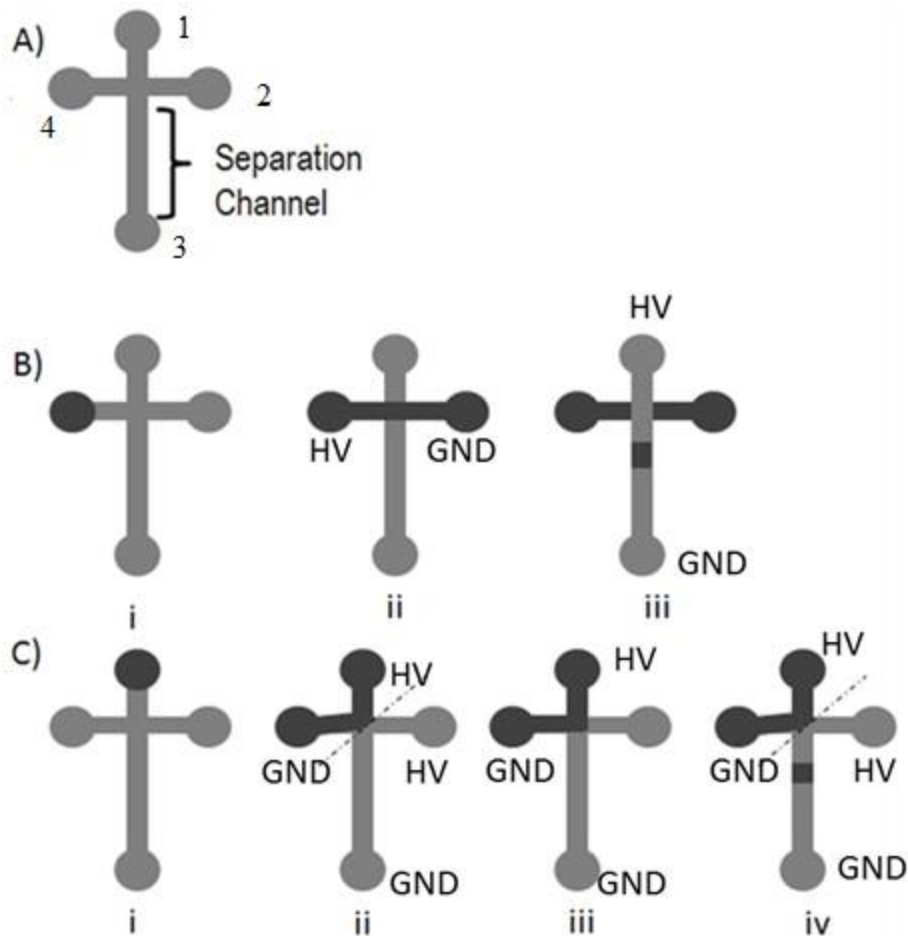 A)
1
2
4
Separation
Channel
3
B)
HV
HV
GND
GND
i
ii
iii
C)
HV
HV
HV
GND
HV
GND
GND
HV
GND
GND
GND
i
ii
iii
iv